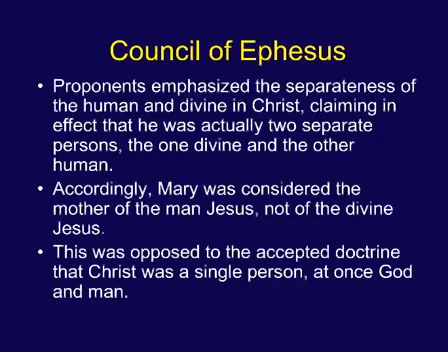 Council of Ephesus
• Proponents emphasized the separateness of
the human and divine in Christ, claiming in
effect that he was actually two separate
persons, the one divine and the other
human.
• Accordingly, Mary was considered the
mother of the man Jesus, not of the divine
Jesus.
• This was opposed to the accepted doctrine
that Christ was a single person, at once God
and man.